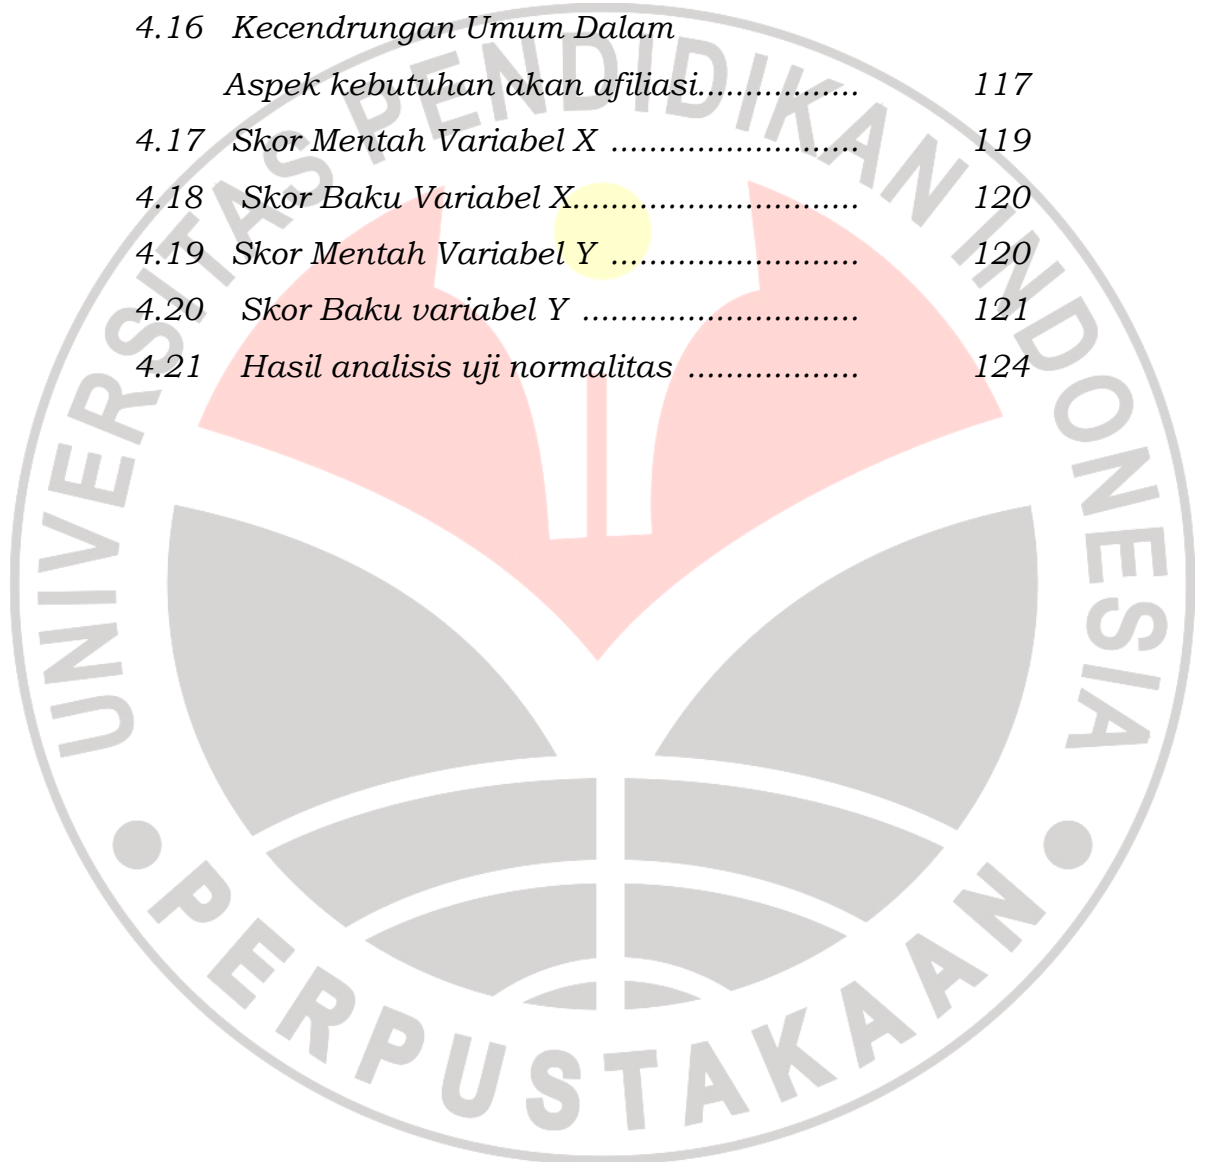 4.16 Kecendrungan Umum Dalam
Aspek kebutuhan akan afiliasi................. 117
4.17 Skor Mentah Variabel X .......................... 119
4.18 Skor Baku Variabel X.............................. 120
4.19 Skor Mentah Variabel Y .......................... 120
4.20 Skor Baku variabel Y ............................. 121
4.21 Hasil analisis uji normalitas .................. 124
UNIVERSITAS PENDIDIKAN INDONESIA
PERPUSTAKAAN